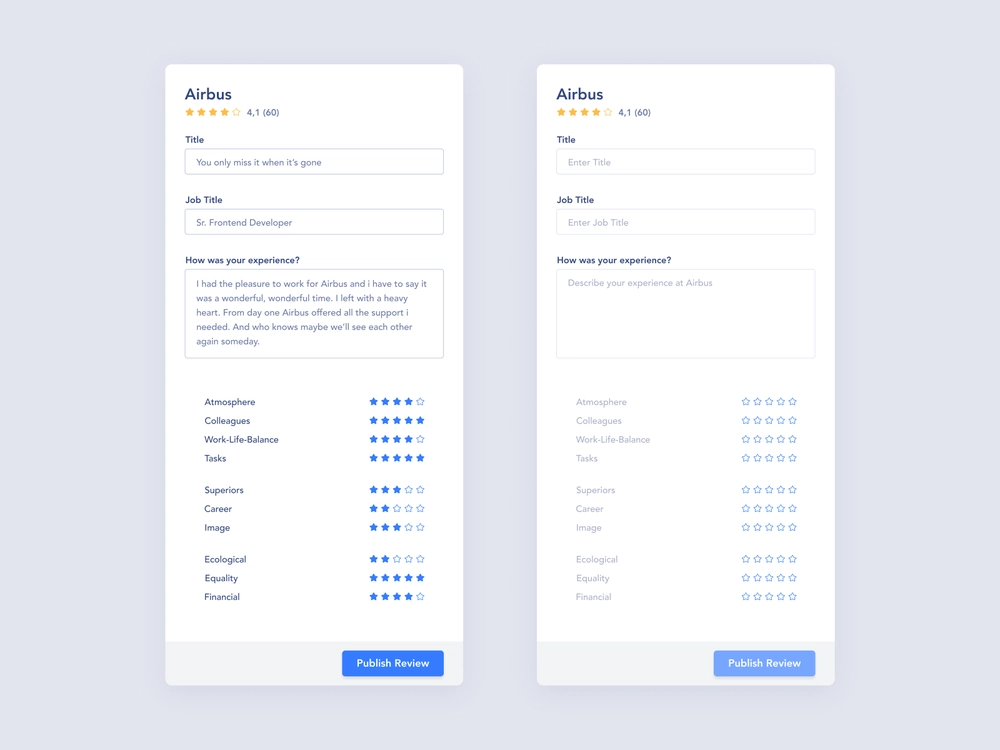 Airbus
4,1 (60)
Title
You only miss it when it's gone
Job Title
Sr. Frontend Developer
How was your experience?
I had the pleasure to work for Airbus and i have to say it
was a wonderful, wonderful time. I left with a heavy
heart. From day one Airbus offered all the support i
needed. And who knows maybe we'll see each other
again someday.
Atmosphere
Colleagues
Work-Life-Balance
Tasks
Superiors
Career
Image
Ecological
Equality
Financial
Publish Review
Airbus
4,1 (60)
Title
Enter Title
Job Title
Enter Job Title
How was your experience?
Describe your experience at Airbus
Atmosphere
Colleagues
Work-Life-Balance
Tasks
Superiors
Career
Image
Ecological
Equality
Financial
Publish Review